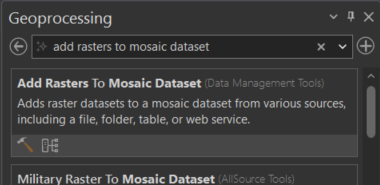 Geoprocessing
add rasters to mosaic dataset
Add Rasters To Mosaic Dataset (Data Management Tools)
Adds raster datasets to a mosaic dataset from various sources,
including a file, folder, table, or web service.
Military Raster To Mosaic Dataset (AllSource Tools)